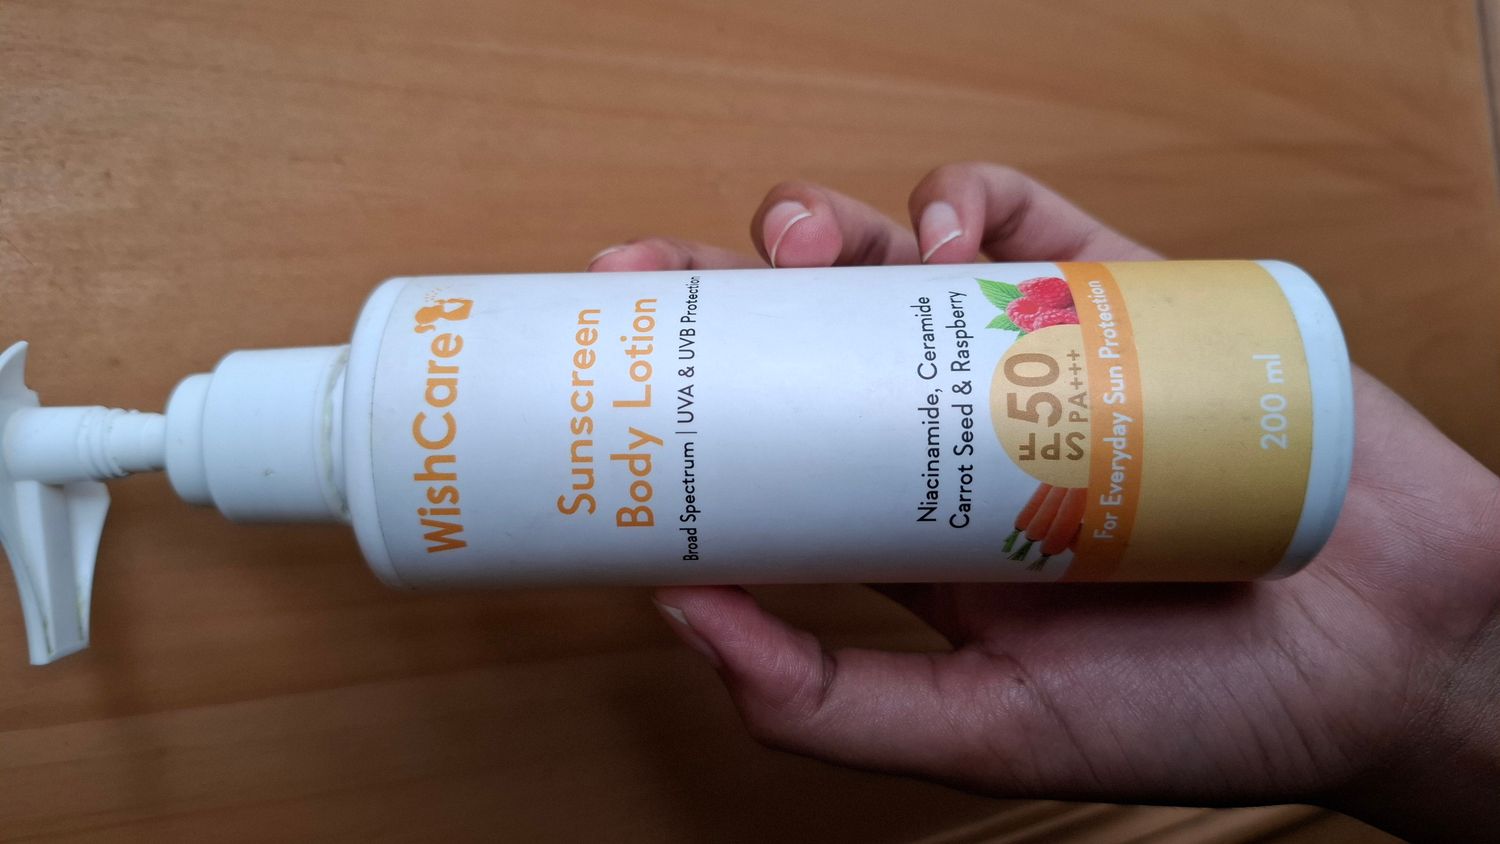 WishCare
Sunscreen
Body Lotion
Broad Spectrum | UVA & UVB Protection
Niacinamide, Ceramide
Carrot Seed & Raspberry
SPF 50
PA+++
For Everyday Sun Protection
200 ml